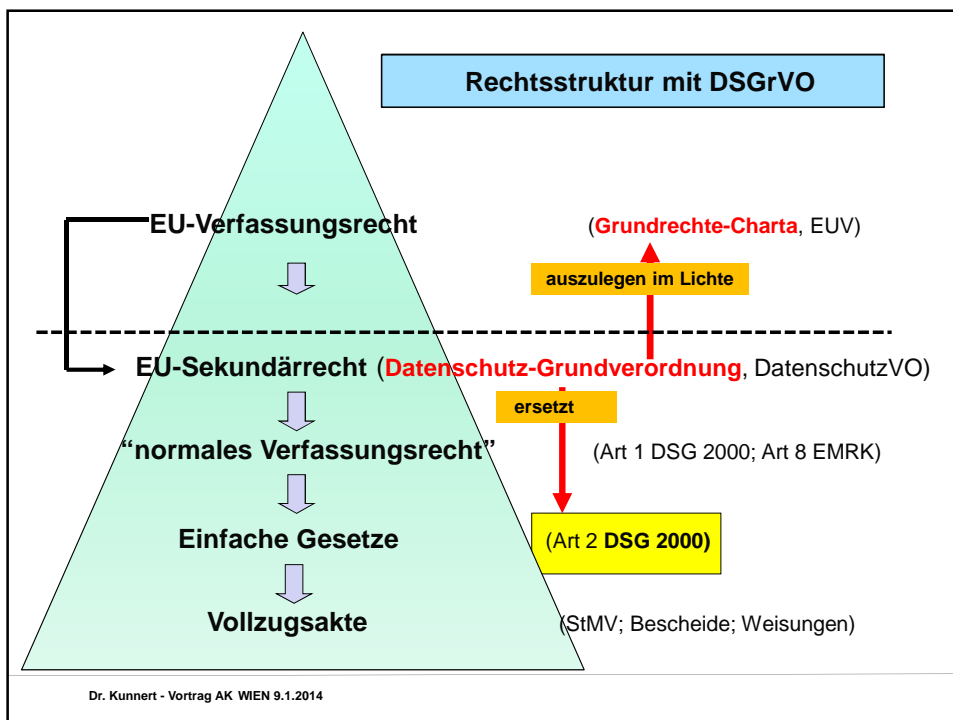 Rechtsstruktur mit DSGrVO
EU-Verfassungsrecht (Grundrechte-Charta, EUV)
auszulegen im Lichte
EU-Sekundärrecht (Datenschutz-Grundverordnung, DatenschutzVO)
ersetzt
“normales Verfassungsrecht” (Art 1 DSG 2000; Art 8 EMRK)
Einfache Gesetze (Art 2 DSG 2000)
Vollzugsakte (StMV; Bescheide; Weisungen)
Dr. Kunnert - Vortrag AK WIEN 9.1.2014